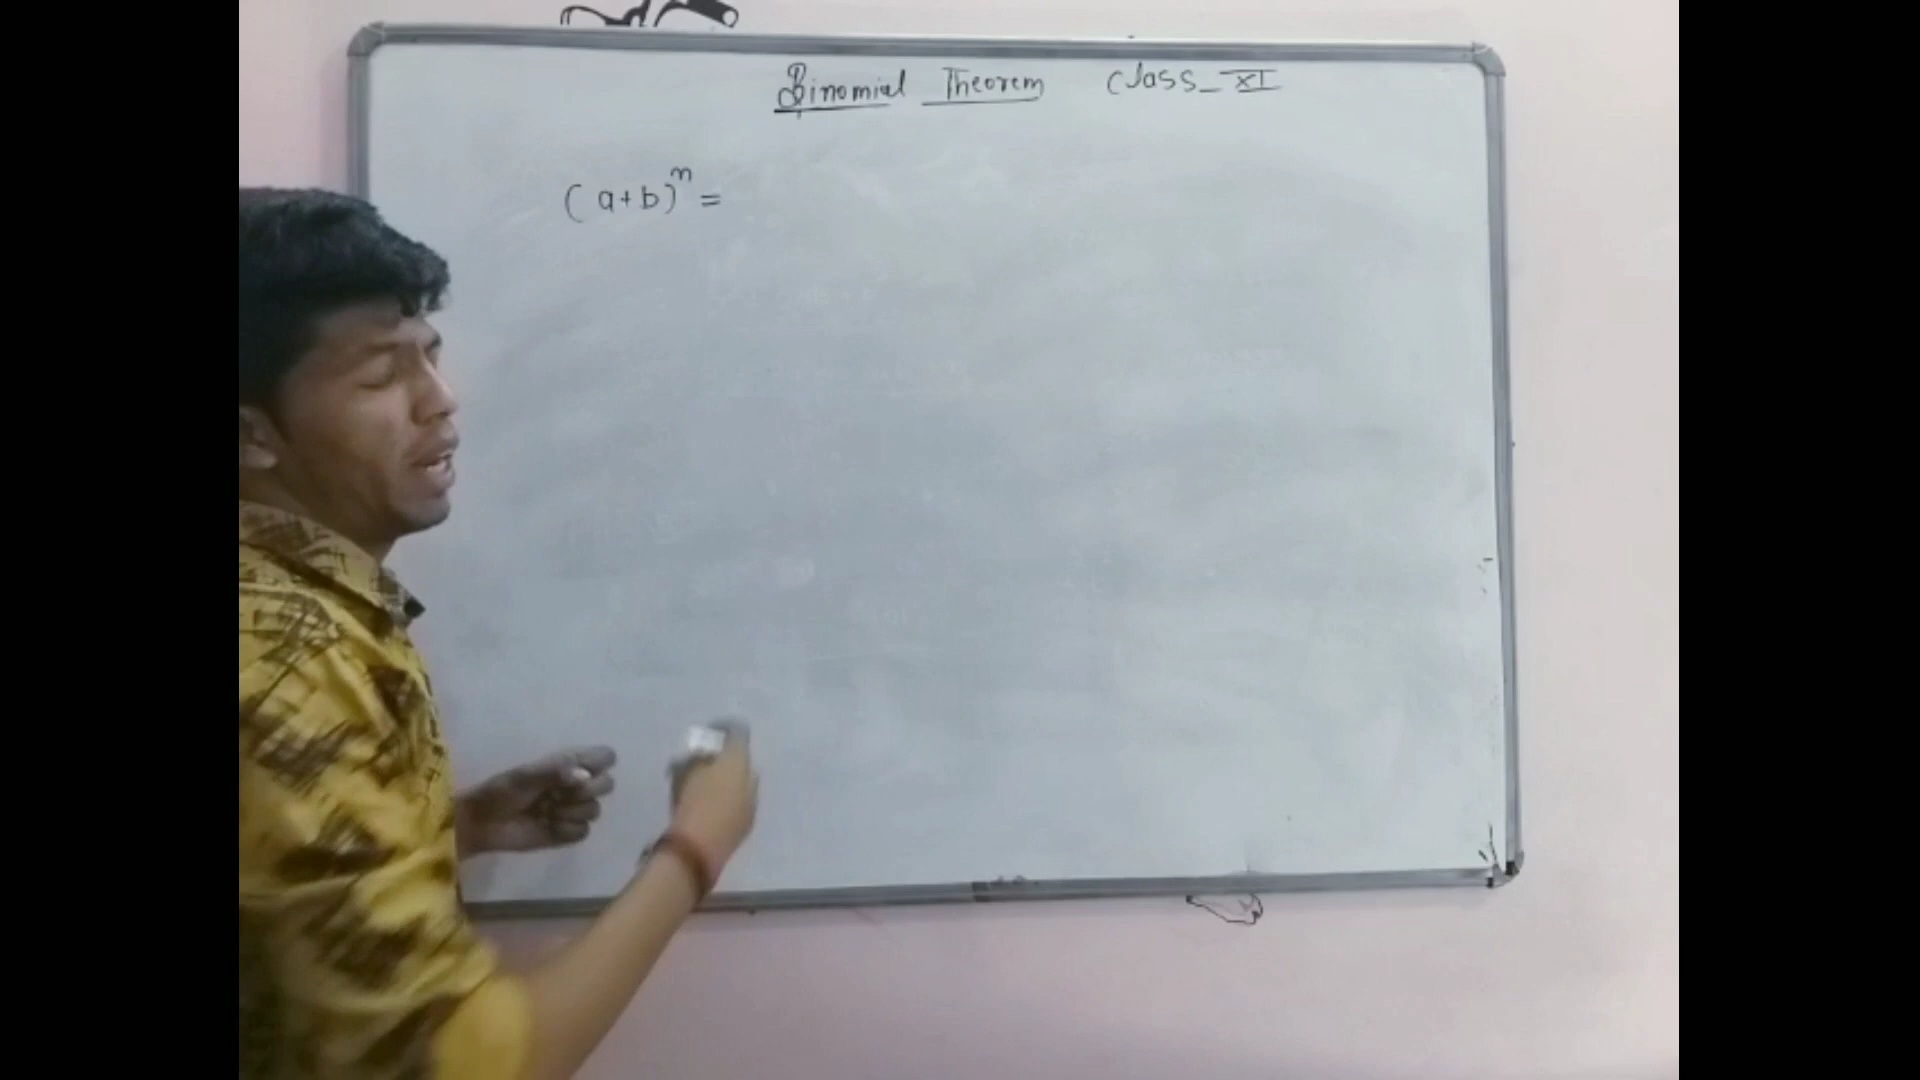 Binomial Theorem Class_XI
(a+b)^n =